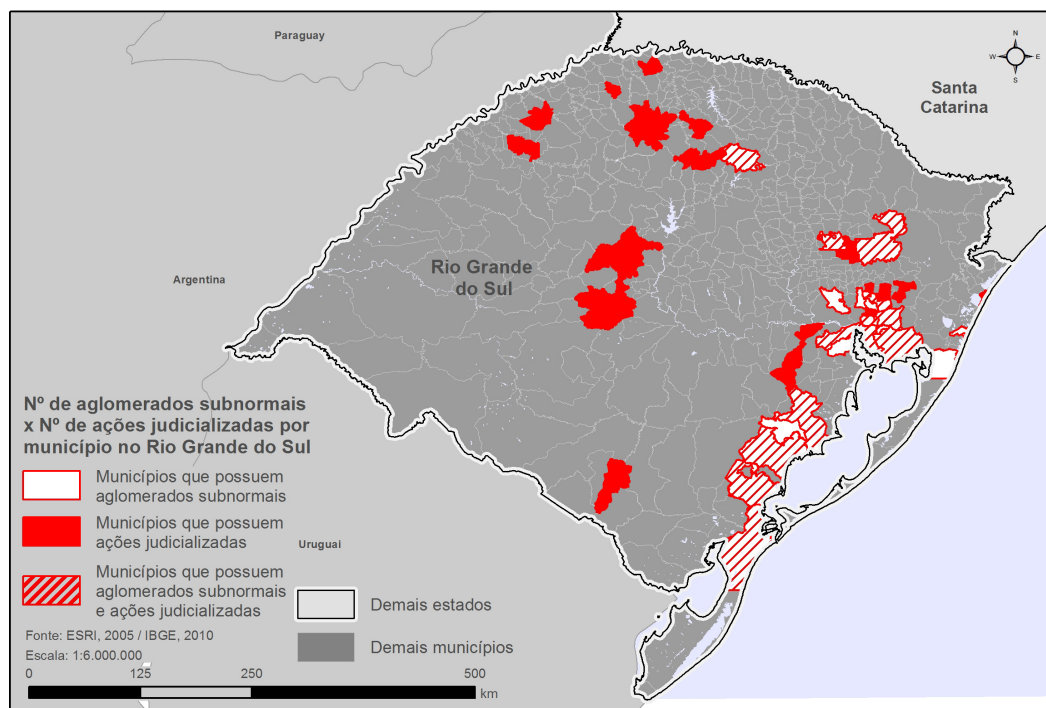 Paraguay
N
W
E
S
Santa
Catarina
Argentina
Rio Grande
do Sul
Nº de aglomerados subnormais
x Nº de ações judicializadas por
município no Rio Grande do Sul
Municípios que possuem
aglomerados subnormais
Municípios que possuem
ações judicializadas
Uruguai
Municípios que possuem
aglomerados subnormais
e ações judicializadas
Demais estados
Demais municípios
Fonte: ESRI, 2005 / IBGE, 2010
Escala: 1:6.000.000
0 125 250 500
km